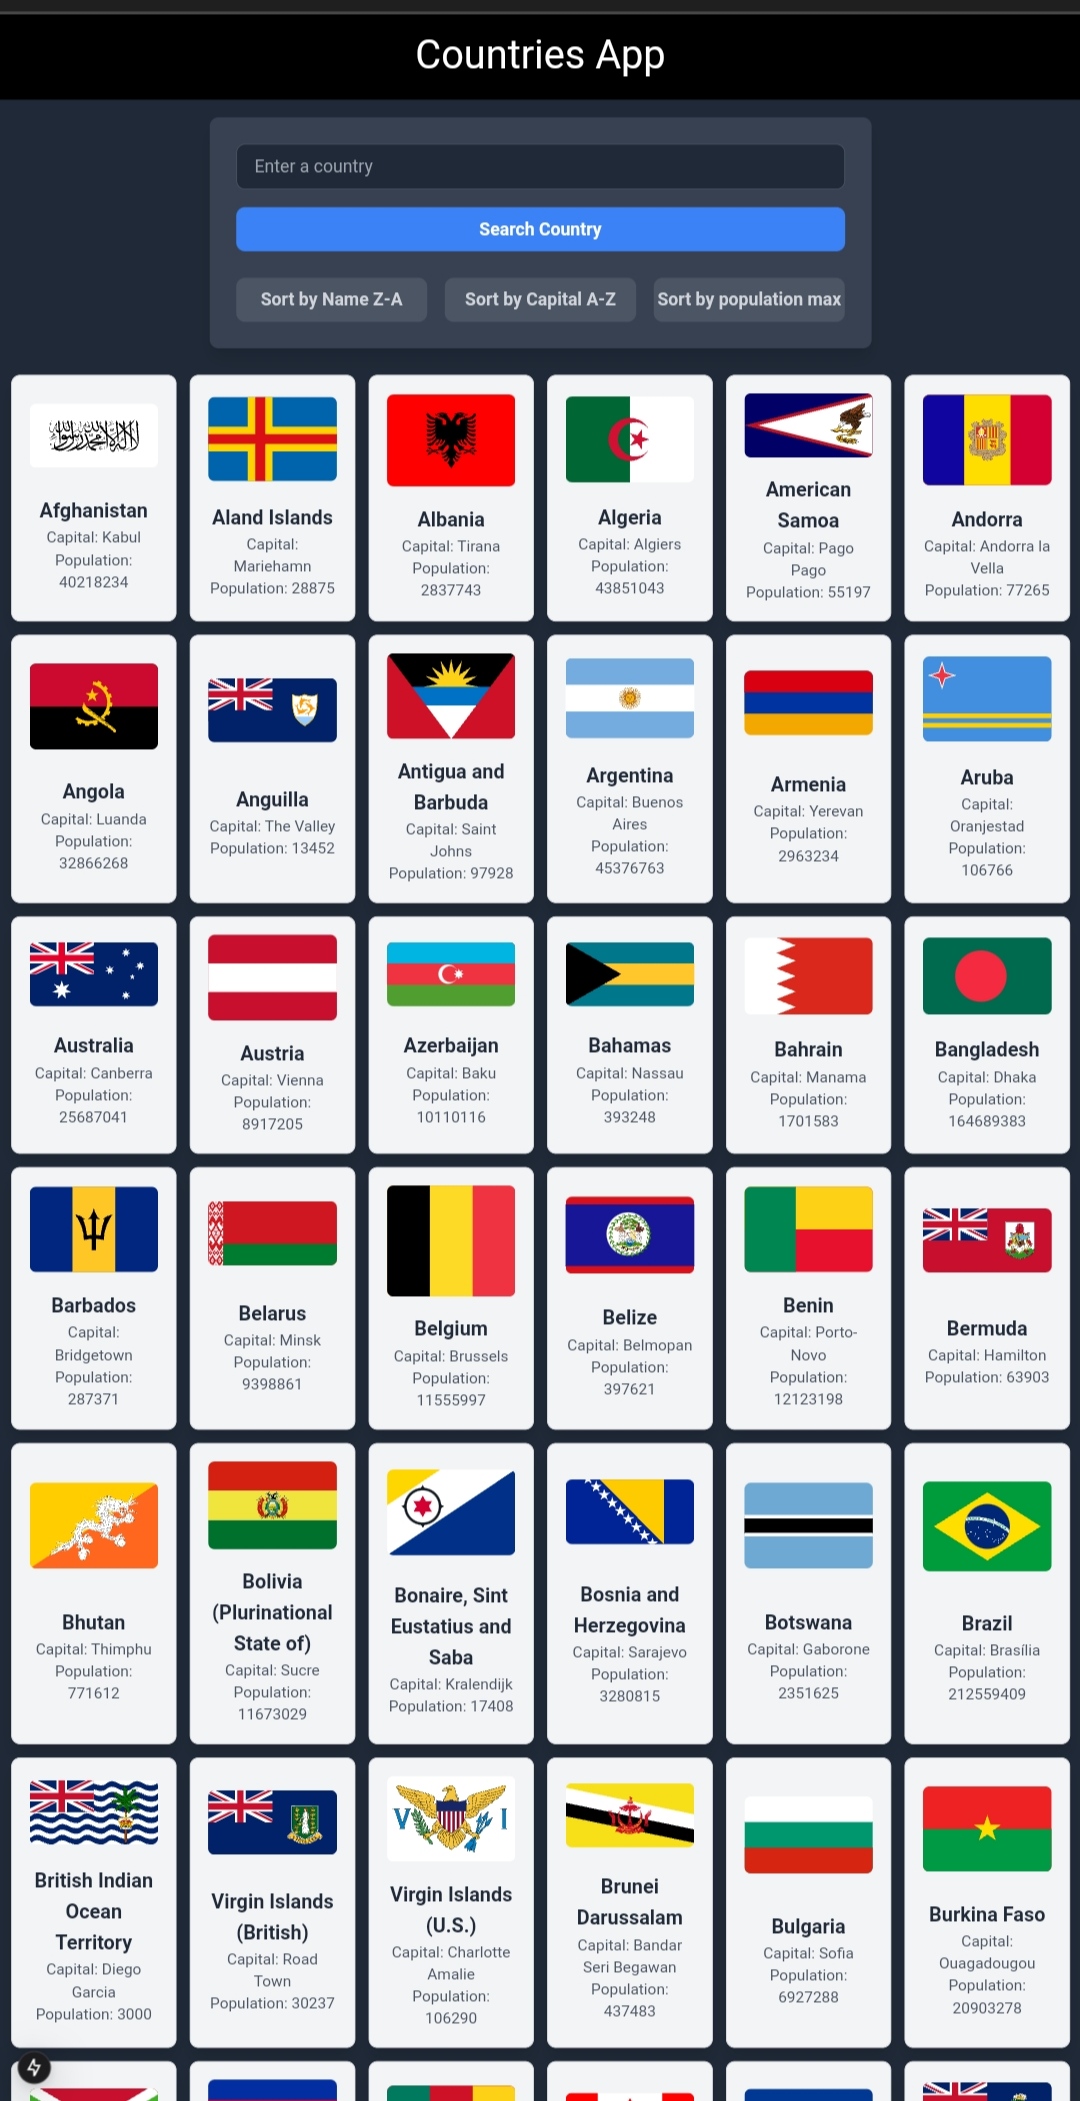 Countries App
Enter a country
Search Country
Sort by Name Z-A
Sort by Capital A-Z
Sort by population max
Afghanistan
Capital: Kabul
Population:
40218234
Aland Islands
Capital:
Mariehamn
Population: 28875
Albania
Capital: Tirana
Population:
2837743
Algeria
Capital: Algiers
Population:
43851043
American
Samoa
Capital: Pago
Pago
Population: 55197
Andorra
Capital: Andorra la
Vella
Population: 77265
Angola
Capital: Luanda
Population:
32866268
Anguilla
Capital: The Valley
Population: 13452
Antigua and
Barbuda
Capital: Saint
Johns
Population: 97928
Argentina
Capital: Buenos
Aires
Population:
45376763
Armenia
Capital: Yerevan
Population:
2963234
Aruba
Capital:
Oranjestad
Population:
106766
Australia
Capital: Canberra
Population:
25687041
Austria
Capital: Vienna
Population:
8917205
Azerbaijan
Capital: Baku
Population:
10110116
Bahamas
Capital: Nassau
Population:
393248
Bahrain
Capital: Manama
Population:
1701583
Bangladesh
Capital: Dhaka
Population:
164689383
Barbados
Capital:
Bridgetown
Population:
287371
Belarus
Capital: Minsk
Population:
9398861
Belgium
Capital: Brussels
Population:
11555997
Belize
Capital: Belmopan
Population:
397621
Benin
Capital: Porto-
Novo
Population:
12123198
Bermuda
Capital: Hamilton
Population: 63903
Bhutan
Capital: Thimphu
Population:
771612
Bolivia
(Plurinational
State of)
Capital: Sucre
Population:
11673029
Bonaire, Sint
Eustatius and
Saba
Capital: Kralendijk
Population: 17408
Bosnia and
Herzegovina
Capital: Sarajevo
Population:
3280815
Botswana
Capital: Gaborone
Population:
2351625
Brazil
Capital: Brasília
Population:
212559409
British Indian
Ocean
Territory
Capital: Diego
Garcia
Population: 3000
Virgin Islands
(British)
Capital: Road
Town
Population: 30237
V I
Virgin Islands
(U.S.)
Capital: Charlotte
Amalie
Population:
106290
Brunei
Darussalam
Capital: Bandar
Seri Begawan
Population:
437483
Bulgaria
Capital: Sofia
Population:
6927288
Burkina Faso
Capital:
Ouagadougou
Population:
20903278